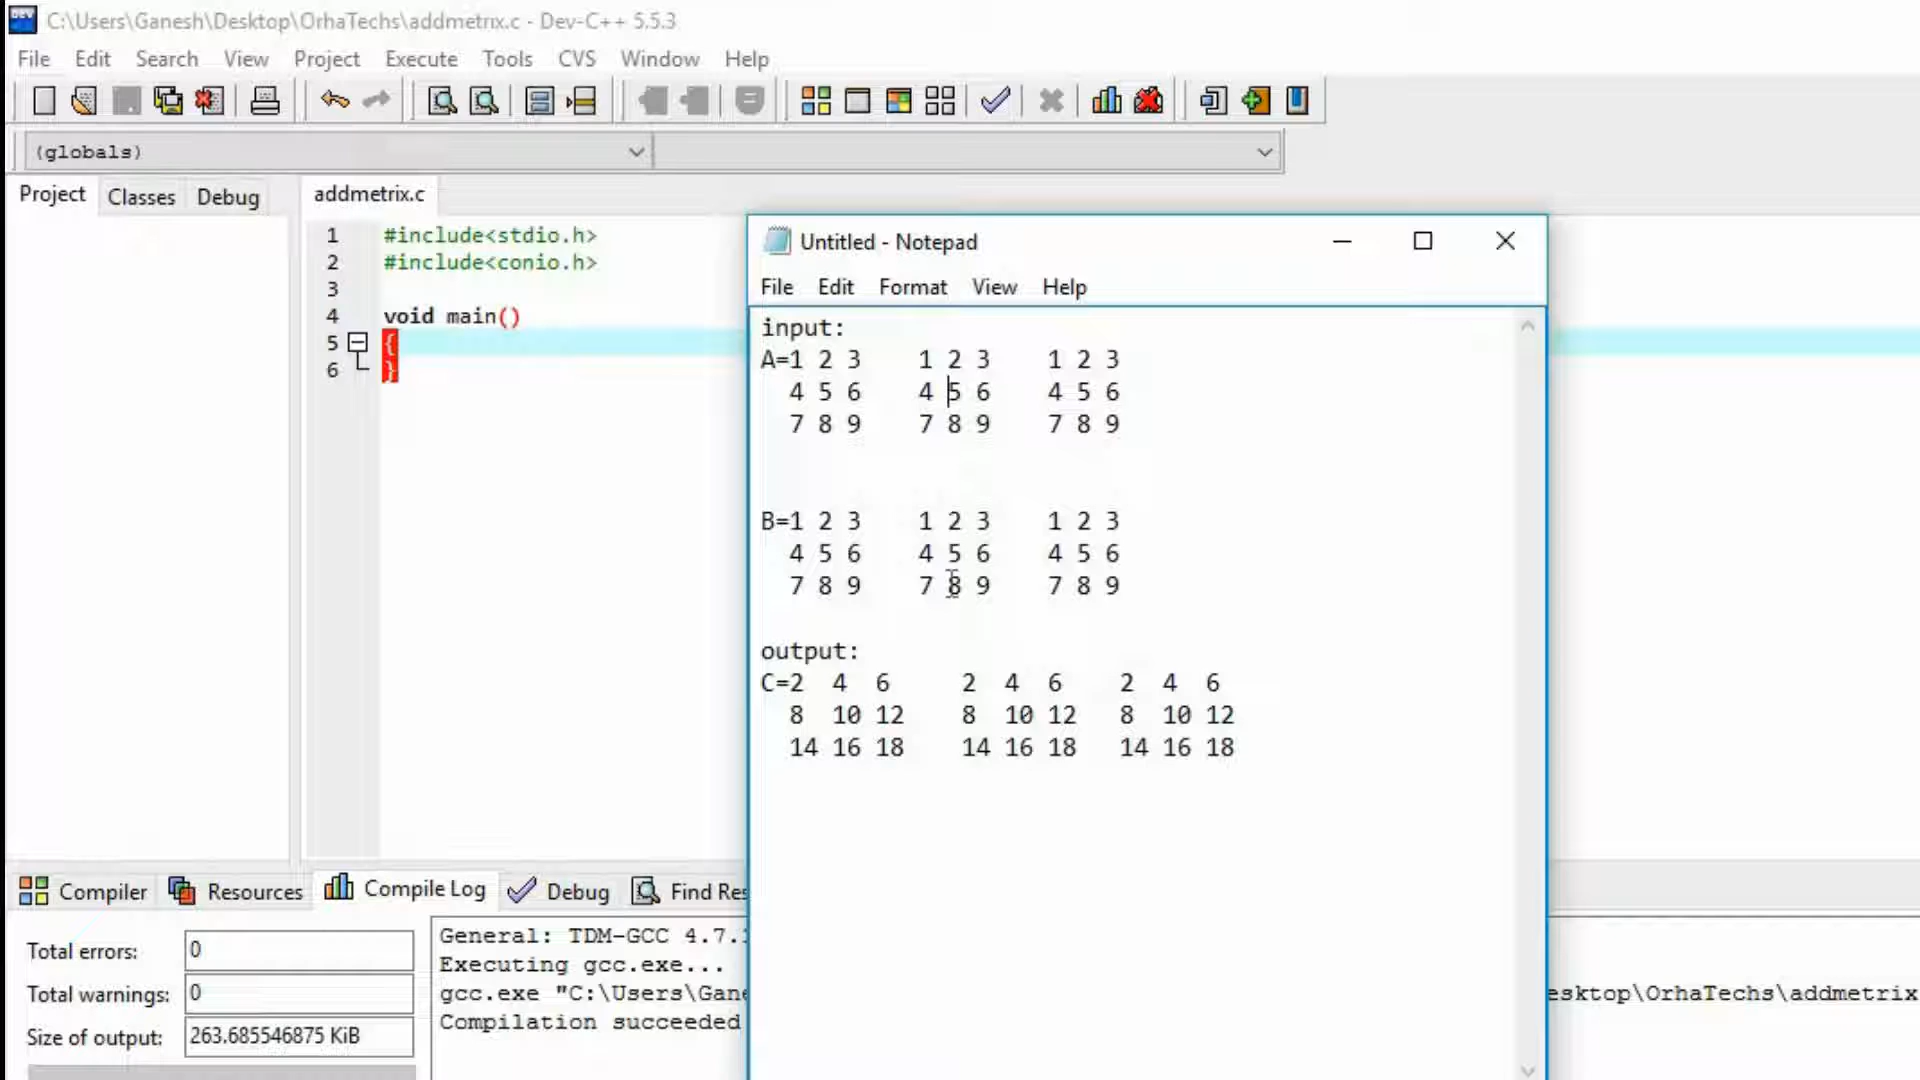 C:\Users\Ganesh\Desktop\OrhaTechs\addmetrix.c - Dev-C++ 5.5.3
File Edit Search View Project Execute Tools CVS Window Help
(globals)
Project Classes Debug addmetrix.c
1 #include<stdio.h>
2 #include<conio.h>
3
4 void main()
5 {
6 }
Untitled - Notepad
File Edit Format View Help
input:
A=1 2 3 1 2 3 1 2 3
4 5 6 4 5 6 4 5 6
7 8 9 7 8 9 7 8 9
B=1 2 3 1 2 3 1 2 3
4 5 6 4 5 6 4 5 6
7 8 9 7 8 9 7 8 9
output:
C=2 4 6 2 4 6 2 4 6
8 10 12 8 10 12 8 10 12
14 16 18 14 16 18 14 16 18
Compiler Resources Compile Log Debug Find Res
Total errors: 0
Total warnings: 0
Size of output: 263.685546875 KiB
General: TDM-GCC 4.7.
Executing gcc.exe...
gcc.exe "C:\Users\Gane esktop\OrhaTechs\addmetrix
Compilation succeeded